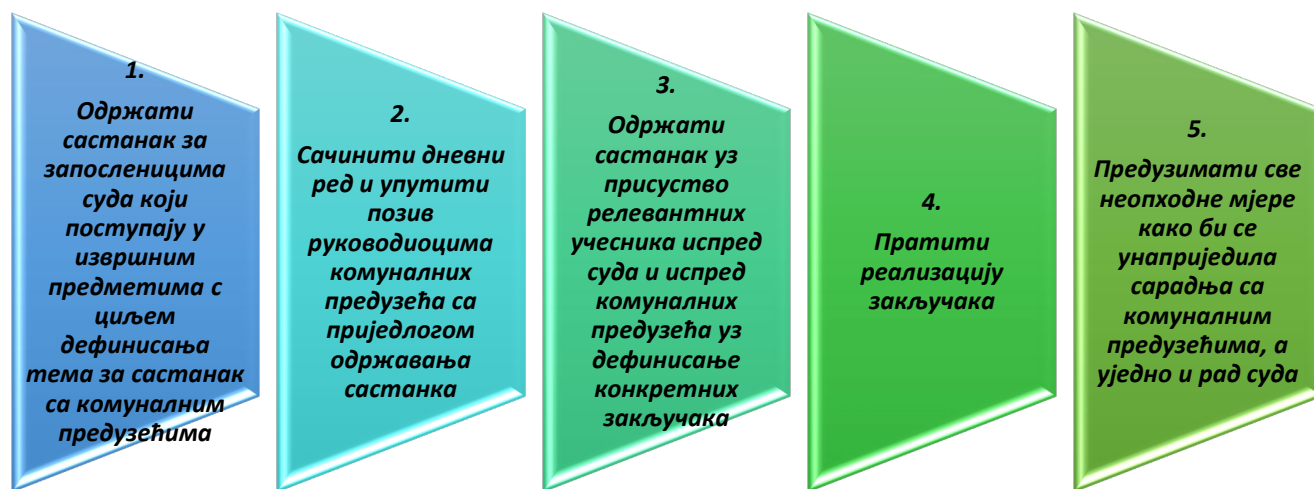 1.
Одржати
састанак за
запосленицима
суда који
поступају у
извршним
предметима с
циљем
дефинисања
тема за састанак
са комуналним
предузећима
2.
Сачинити дневни
ред и упутити
позив
руководиоцима
комуналних
предузећа са
приједлогом
одржавања
састанка
3.
Одржати
састанак уз
присуство
релевантних
учесника испред
суда и испред
комуналних
предузећа уз
дефинисање
конкретних
закључака
4.
Пратити
реализацију
закључака
5.
Предузимати све
неопходне мјере
како би се
унаприједила
сарадња са
комуналним
предузећима, а
уједно и рад суда